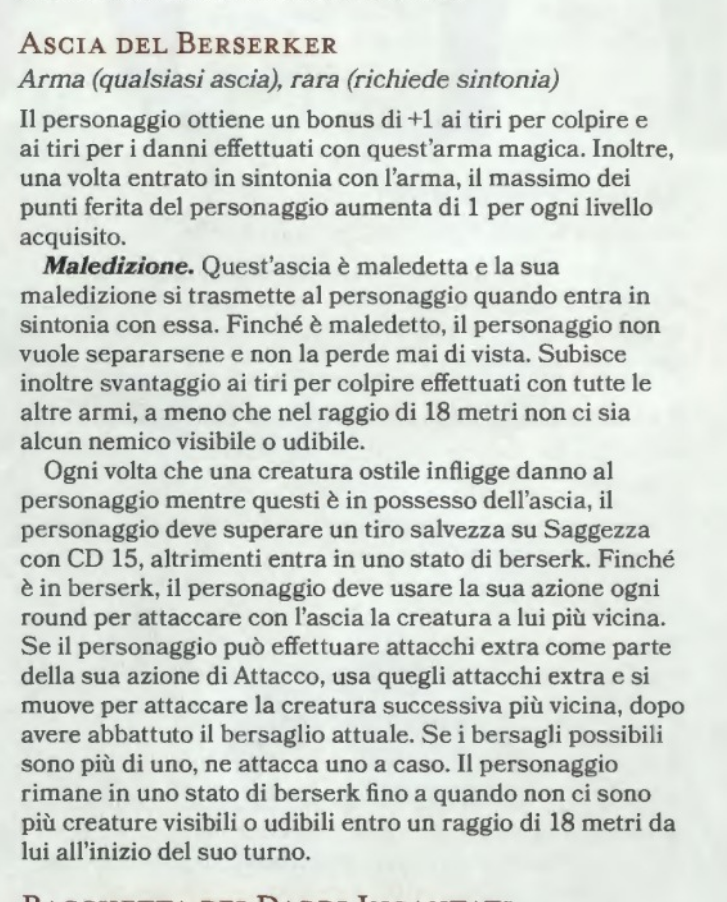 Ascia del Berserker
Arma (qualsiasi ascia), rara (richiede sintonia)
Il personaggio ottiene un bonus di +1 ai tiri per colpire e
ai tiri per i danni effettuati con quest'arma magica. Inoltre,
una volta entrato in sintonia con l'arma, il massimo dei
punti ferita del personaggio aumenta di 1 per ogni livello
acquisito.
Maledizione. Quest'ascia è maledetta e la sua
maledizione si trasmette al personaggio quando entra in
sintonia con essa. Finché è maledetto, il personaggio non
vuole separarsene e non la perde mai di vista. Subisce
inoltre svantaggio ai tiri per colpire effettuati con tutte le
altre armi, a meno che nel raggio di 18 metri non ci sia
alcun nemico visibile o udibile.
Ogni volta che una creatura ostile infligge danno al
personaggio mentre questi è in possesso dell'ascia, il
personaggio deve superare un tiro salvezza su Saggezza
con CD 15, altrimenti entra in uno stato di berserk. Finché
è in berserk, il personaggio deve usare la sua azione ogni
round per attaccare con l'ascia la creatura a lui più vicina.
Se il personaggio può effettuare attacchi extra come parte
della sua azione di Attacco, usa quegli attacchi extra e si
muove per attaccare la creatura successiva più vicina, dopo
avere abbattuto il bersaglio attuale. Se i bersagli possibili
sono più di uno, ne attacca uno a caso. Il personaggio
rimane in uno stato di berserk fino a quando non ci sono
più creature visibili o udibili entro un raggio di 18 metri da
lui all'inizio del suo turno.